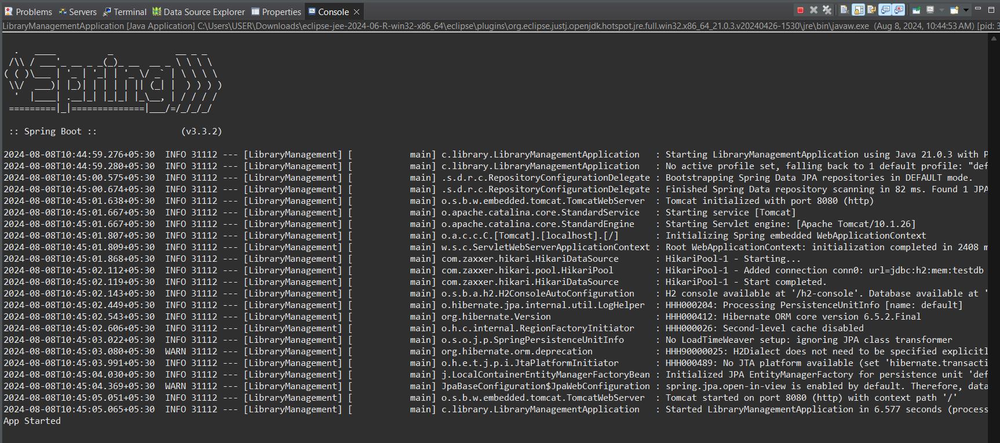 Problems Servers Terminal Data Source Explorer Properties Console
LibraryManagementApplication [Java Application] C:\Users\USER\Downloads\eclipse-jee-2024-06-R-win32-x86_64\eclipse\plugins\org.eclipse.justj.openjdk.hotspot.jre.full.win32.x86_64_21.0.3.v20240426-1530\jre\bin\javaw.exe (Aug 8, 2024, 10:44:53 AM) [pid: 3
  .   ____          _            __ _ _
 /\\ / ___'_ __ _ _(_)_ __  __ _ \ \ \ \
( ( )\___ | '_ | '_| | '_ \/ _` | \ \ \ \
 \\/  ___)| |_)| | | | | || (_| |  ) ) ) )
  '  |____| .__|_| |_|_| |_\__, | / / / /
 =========|_|==============|___/=/_/_/_/
 :: Spring Boot ::                (v3.3.2)
2024-08-08T10:44:59.276+05:30  INFO 31112 --- [LibraryManagement] [           main] c.library.LibraryManagementApplication   : Starting LibraryManagementApplication using Java 21.0.3 with P
2024-08-08T10:44:59.280+05:30  INFO 31112 --- [LibraryManagement] [           main] c.library.LibraryManagementApplication   : No active profile set, falling back to 1 default profile: "def
2024-08-08T10:45:00.575+05:30  INFO 31112 --- [LibraryManagement] [           main] .s.d.r.c.RepositoryConfigurationDelegate : Bootstrapping Spring Data JPA repositories in DEFAULT mode.
2024-08-08T10:45:00.674+05:30  INFO 31112 --- [LibraryManagement] [           main] .s.d.r.c.RepositoryConfigurationDelegate : Finished Spring Data repository scanning in 82 ms. Found 1 JPA
2024-08-08T10:45:01.638+05:30  INFO 31112 --- [LibraryManagement] [           main] o.s.b.w.embedded.tomcat.TomcatWebServer  : Tomcat initialized with port 8080 (http)
2024-08-08T10:45:01.667+05:30  INFO 31112 --- [LibraryManagement] [           main] o.apache.catalina.core.StandardService   : Starting service [Tomcat]
2024-08-08T10:45:01.667+05:30  INFO 31112 --- [LibraryManagement] [           main] o.apache.catalina.core.StandardEngine    : Starting Servlet engine: [Apache Tomcat/10.1.26]
2024-08-08T10:45:01.807+05:30  INFO 31112 --- [LibraryManagement] [           main] o.a.c.c.C.[Tomcat].[localhost].[/]       : Initializing Spring embedded WebApplicationContext
2024-08-08T10:45:01.809+05:30  INFO 31112 --- [LibraryManagement] [           main] w.s.c.ServletWebServerApplicationContext : Root WebApplicationContext: initialization completed in 2408 m
2024-08-08T10:45:01.868+05:30  INFO 31112 --- [LibraryManagement] [           main] com.zaxxer.hikari.HikariDataSource       : HikariPool-1 - Starting...
2024-08-08T10:45:02.112+05:30  INFO 31112 --- [LibraryManagement] [           main] com.zaxxer.hikari.pool.HikariPool        : HikariPool-1 - Added connection conn0: url=jdbc:h2:mem:testdb
2024-08-08T10:45:02.119+05:30  INFO 31112 --- [LibraryManagement] [           main] com.zaxxer.hikari.HikariDataSource       : HikariPool-1 - Start completed.
2024-08-08T10:45:02.143+05:30  INFO 31112 --- [LibraryManagement] [           main] o.s.b.a.h2.H2ConsoleAutoConfiguration    : H2 console available at '/h2-console'. Database available at '
2024-08-08T10:45:02.449+05:30  INFO 31112 --- [LibraryManagement] [           main] o.hibernate.jpa.internal.util.LogHelper  : HHH000204: Processing PersistenceUnitInfo [name: default]
2024-08-08T10:45:02.543+05:30  INFO 31112 --- [LibraryManagement] [           main] org.hibernate.Version                    : HHH000412: Hibernate ORM core version 6.5.2.Final
2024-08-08T10:45:02.606+05:30  INFO 31112 --- [LibraryManagement] [           main] o.h.c.internal.RegionFactoryInitiator    : HHH000026: Second-level cache disabled
2024-08-08T10:45:03.022+05:30  INFO 31112 --- [LibraryManagement] [           main] o.s.o.j.p.SpringPersistenceUnitInfo      : No LoadTimeWeaver setup: ignoring JPA class transformer
2024-08-08T10:45:03.080+05:30  WARN 31112 --- [LibraryManagement] [           main] org.hibernate.orm.deprecation            : HHH90000025: H2Dialect does not need to be specified explicitl
2024-08-08T10:45:03.991+05:30  INFO 31112 --- [LibraryManagement] [           main] o.h.e.t.j.p.i.JtaPlatformInitiator       : HHH000489: No JTA platform available (set 'hibernate.transacti
2024-08-08T10:45:04.030+05:30  INFO 31112 --- [LibraryManagement] [           main] j.LocalContainerEntityManagerFactoryBean : Initialized JPA EntityManagerFactory for persistence unit 'def
2024-08-08T10:45:04.369+05:30  WARN 31112 --- [LibraryManagement] [           main] JpaBaseConfiguration$JpaWebConfiguration : spring.jpa.open-in-view is enabled by default. Therefore, data
2024-08-08T10:45:05.051+05:30  INFO 31112 --- [LibraryManagement] [           main] o.s.b.w.embedded.tomcat.TomcatWebServer  : Tomcat started on port 8080 (http) with context path '/'
2024-08-08T10:45:05.065+05:30  INFO 31112 --- [LibraryManagement] [           main] c.library.LibraryManagementApplication   : Started LibraryManagementApplication in 6.577 seconds (process
App Started